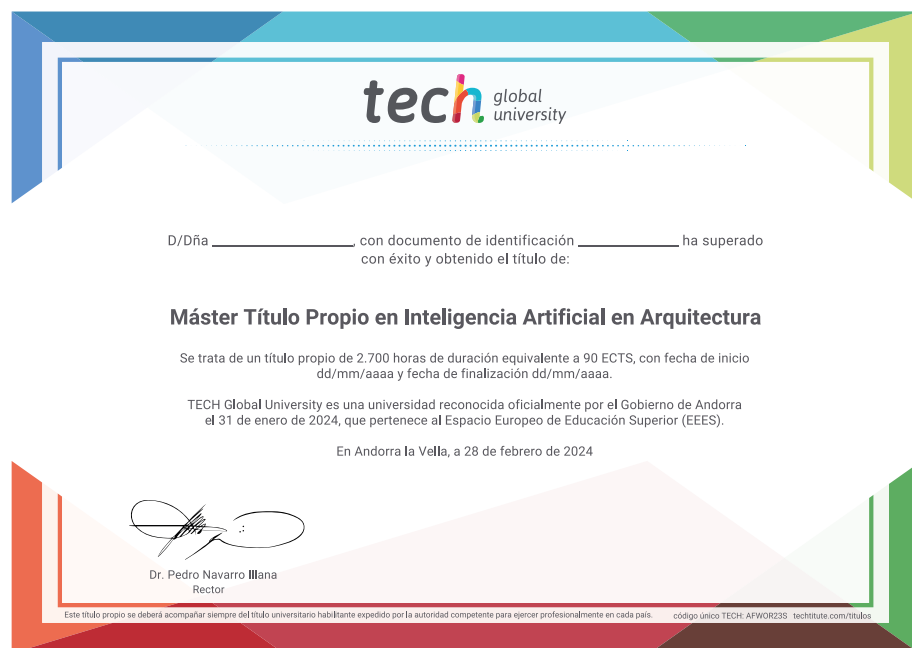 tech global
university
D/Dña ______________, con documento de identificación __________ ha superado
con éxito y obtenido el título de:
Máster Título Propio en Inteligencia Artificial en Arquitectura
Se trata de un título propio de 2.700 horas de duración equivalente a 90 ECTS, con fecha de inicio
dd/mm/aaaa y fecha de finalización dd/mm/aaaa.
TECH Global University es una universidad reconocida oficialmente por el Gobierno de Andorra
el 31 de enero de 2024, que pertenece al Espacio Europeo de Educación Superior (EEES).
En Andorra la Vella, a 28 de febrero de 2024
Dr. Pedro Navarro Illana
Rector
Este título propio se deberá acompañar siempre del título universitario habilitante expedido por la autoridad competente para ejercer profesionalmente en cada país. código único TECH: AFWOR23S techtitute.com/titulos